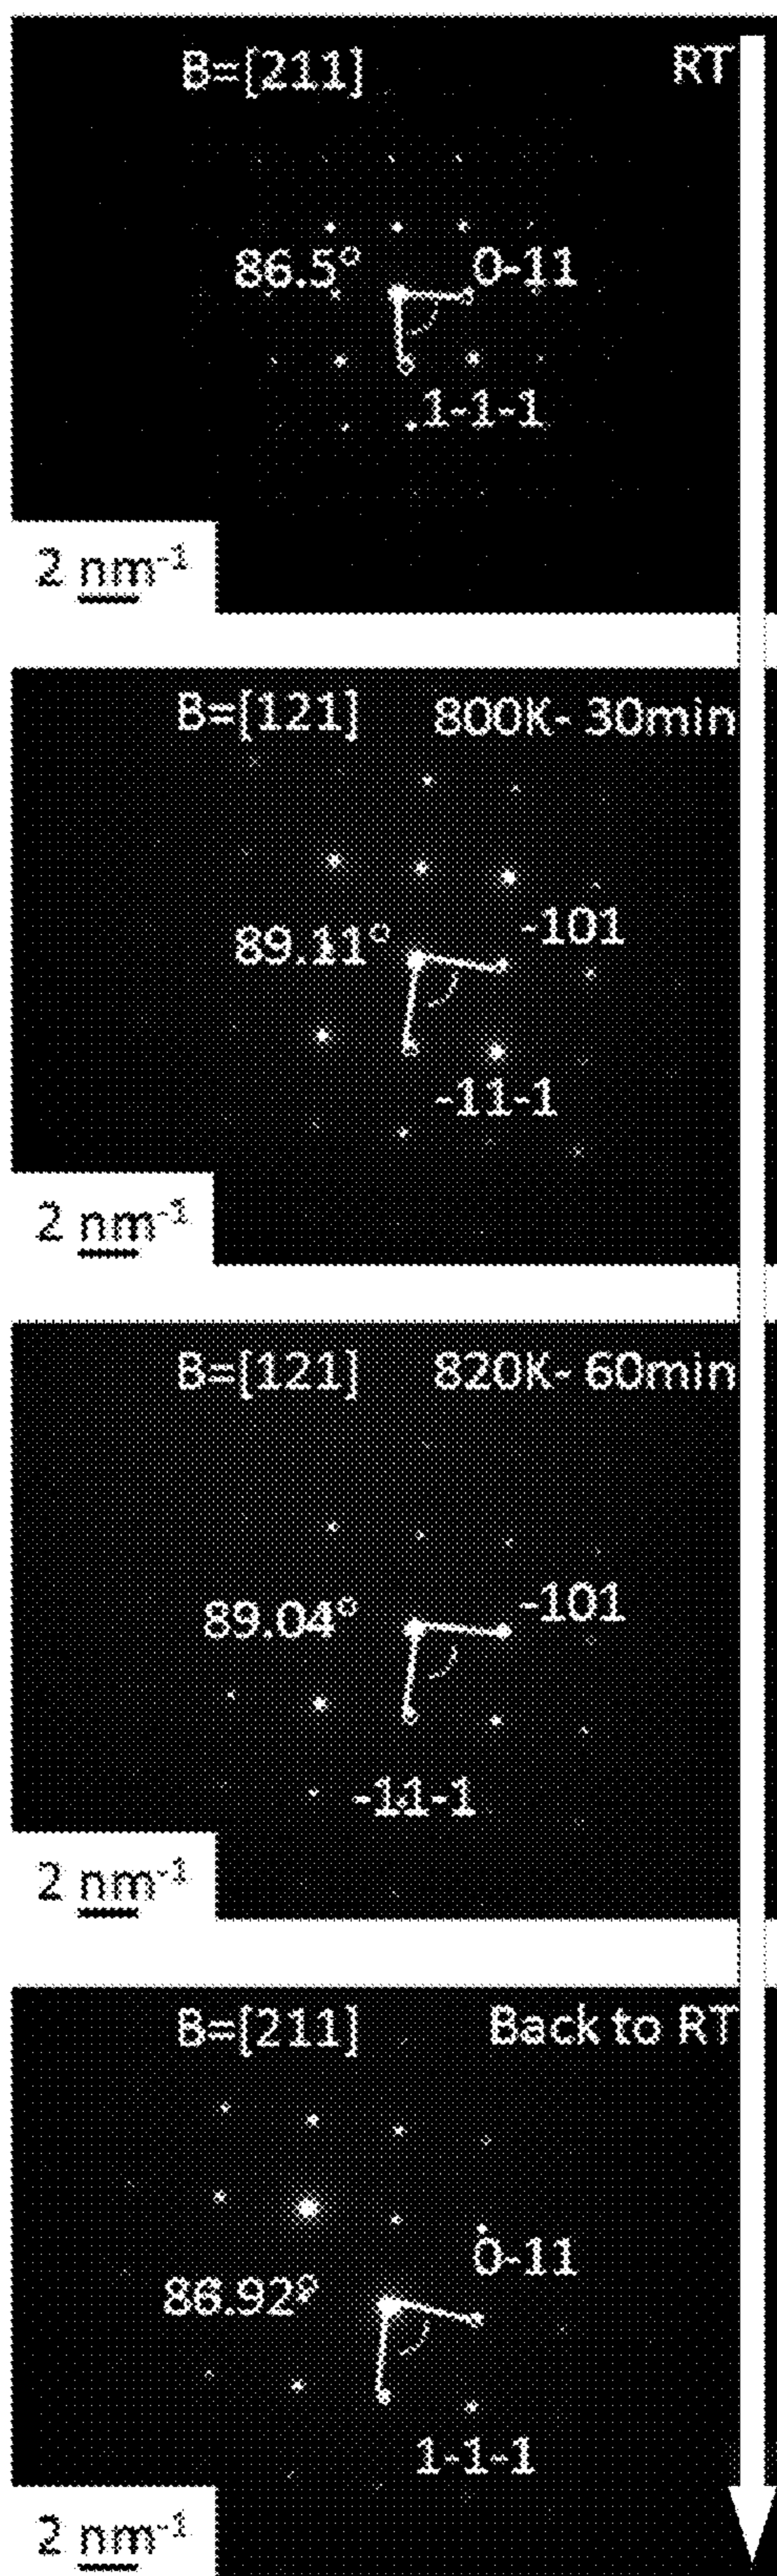 B=[211] RT
86.5° 0-11
1-1-1
2 nm-1
B=[121] 800K- 30min
-101
89.11°
-11-1
2 nm-1
B=[121] 820K- 60min
-101
89.04°
-11-1
2 nm-1
B=[211] Back to RT
0-11
86.92°
1-1-1
2 nm-1